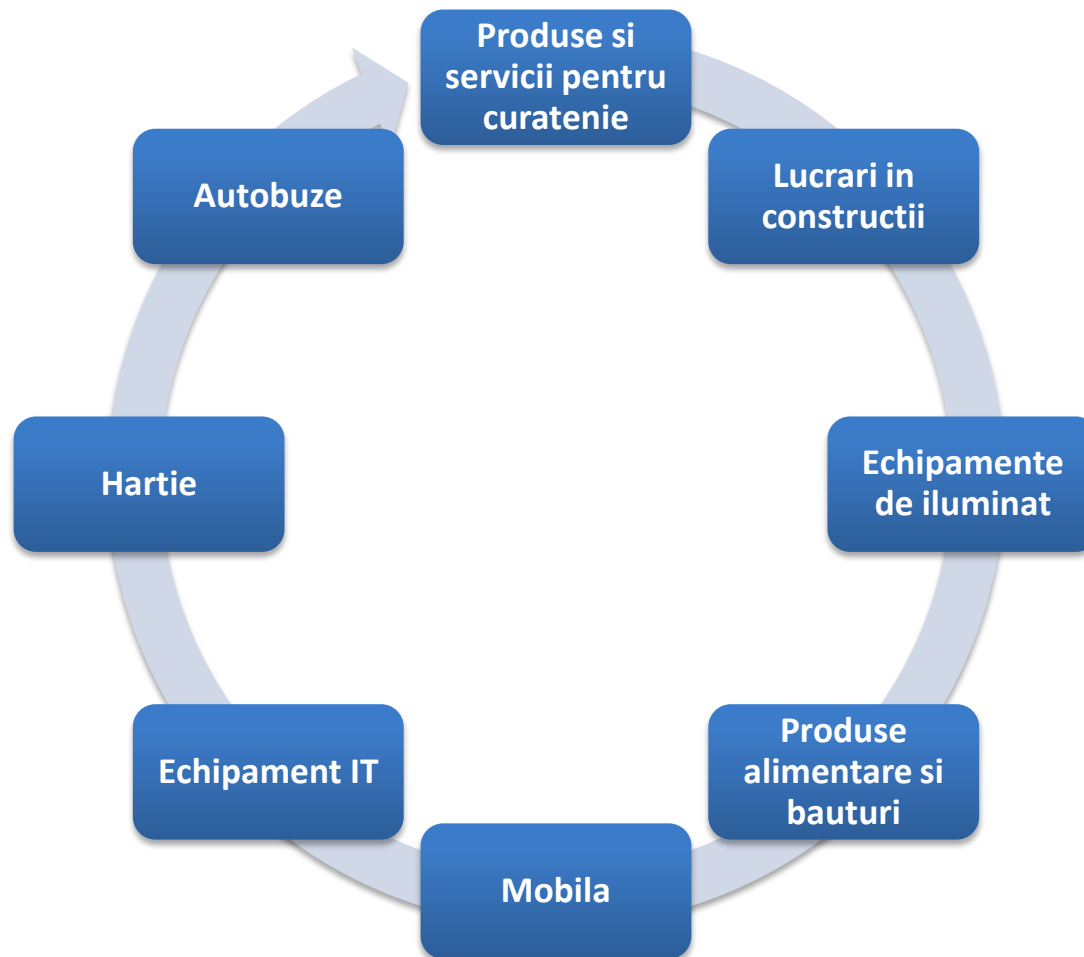 Produse si
servicii pentru
curatenie
Lucrari in
constructii
Echipamente
de iluminat
Produse
alimentare si
bauturi
Mobila
Echipament IT
Hartie
Autobuze